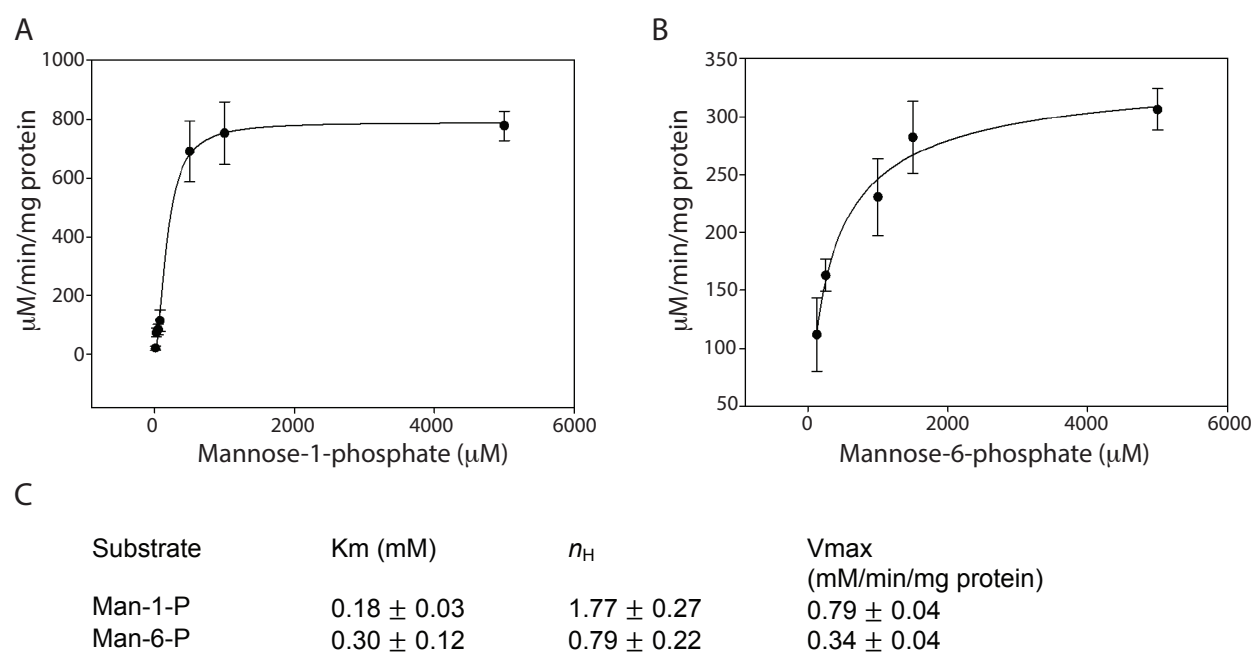 A
1000
800
600
400
200
0
μM/min/mg protein
0 2000 4000 6000
Mannose-1-phosphate (μM)
B
350
300
250
200
150
100
50
μM/min/mg protein
0 2000 4000 6000
Mannose-6-phosphate (μM)
C
Substrate Km (mM) nH Vmax
(mM/min/mg protein)
Man-1-P 0.18 ± 0.03 1.77 ± 0.27 0.79 ± 0.04
Man-6-P 0.30 ± 0.12 0.79 ± 0.22 0.34 ± 0.04